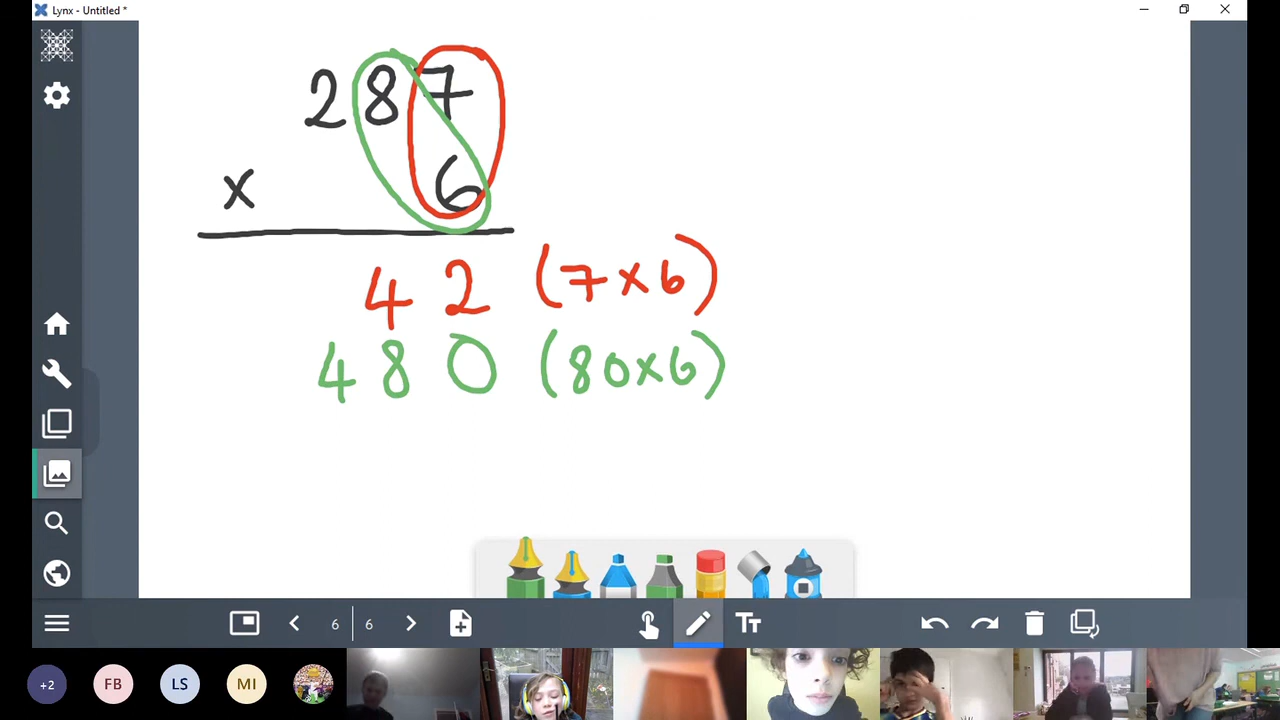 Lynx - Untitled *
287
x 6
42 (7x6)
480 (80x6)
Tт
6 6
+2 FB LS MI